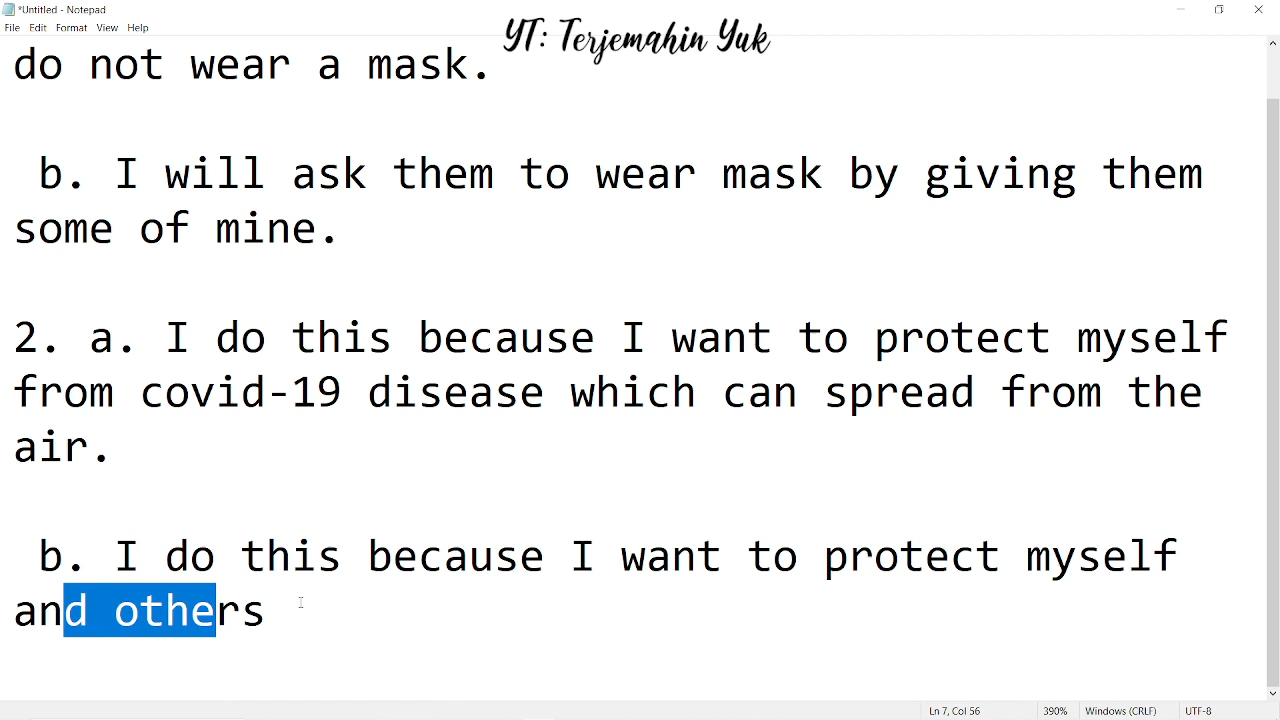 *Untitled - Notepad
File Edit Format View Help
YT: Terjemahin Yuk
do not wear a mask.
b. I will ask them to wear mask by giving them
some of mine.
2. a. I do this because I want to protect myself
from covid-19 disease which can spread from the
air.
b. I do this because I want to protect myself
and others
Ln 7, Col 56 390% Windows (CRLF) UTF-8